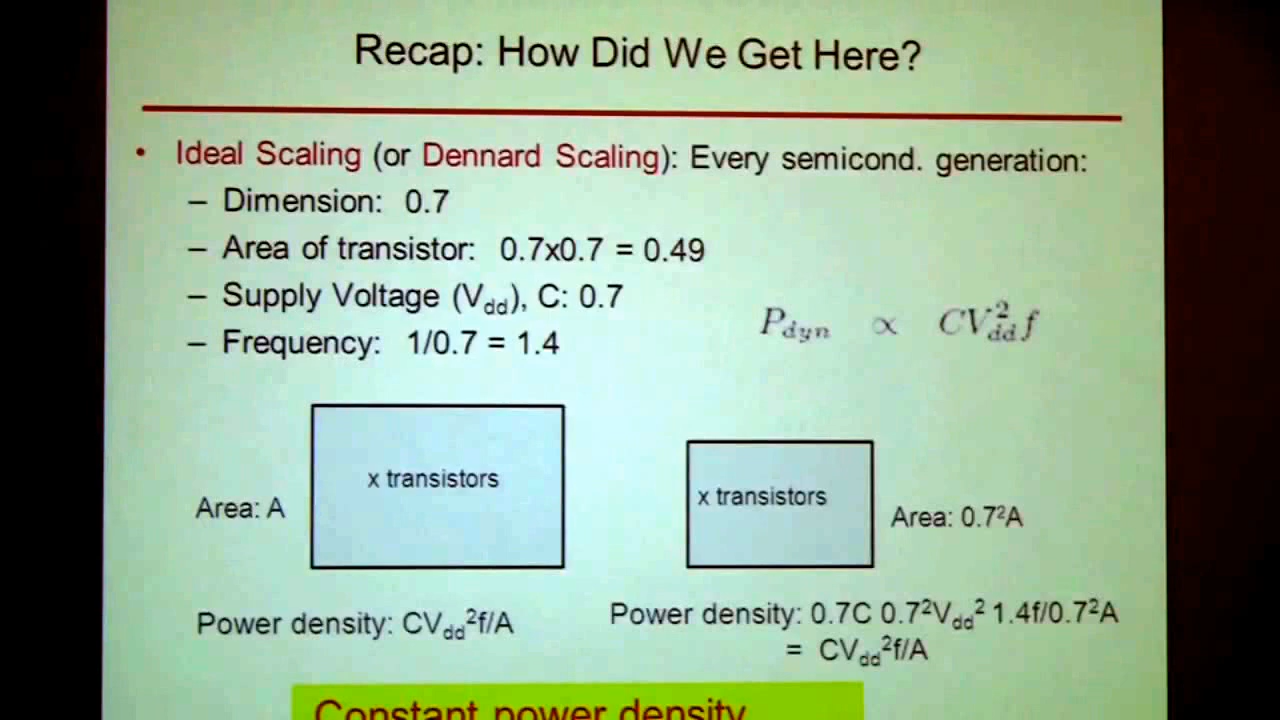 Recap: How Did We Get Here?
• Ideal Scaling (or Dennard Scaling): Every semicond. generation:
– Dimension: 0.7
– Area of transistor: 0.7x0.7 = 0.49
– Supply Voltage (Vdd), C: 0.7
– Frequency: 1/0.7 = 1.4
Pdyn ∝ CVdd²f
x transistors
Area: A
x transistors
Area: 0.7²A
Power density: CVdd²f/A
Power density: 0.7C 0.7²Vdd² 1.4f/0.7²A
= CVdd²f/A
Constant power density